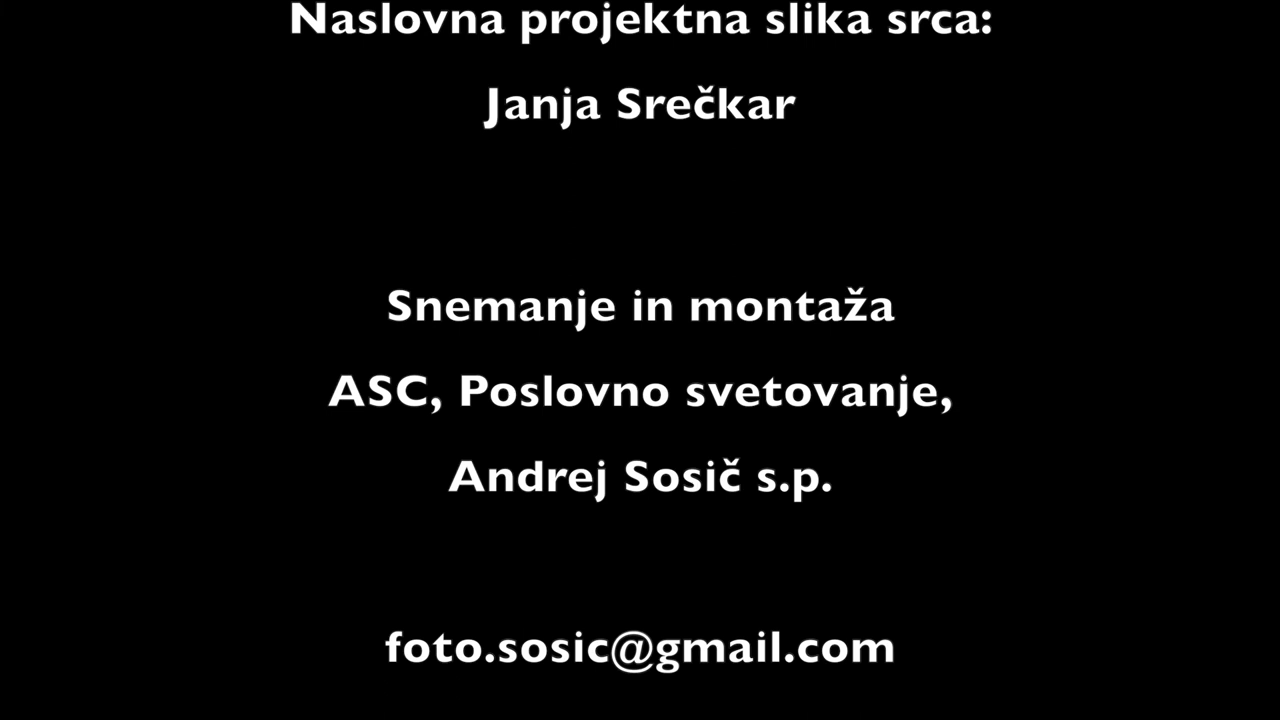 Naslovna projektna slika srca:
Janja Srečkar
Snemanje in montaža
ASC, Poslovno svetovanje,
Andrej Sosič s.p.
foto.sosic@gmail.com